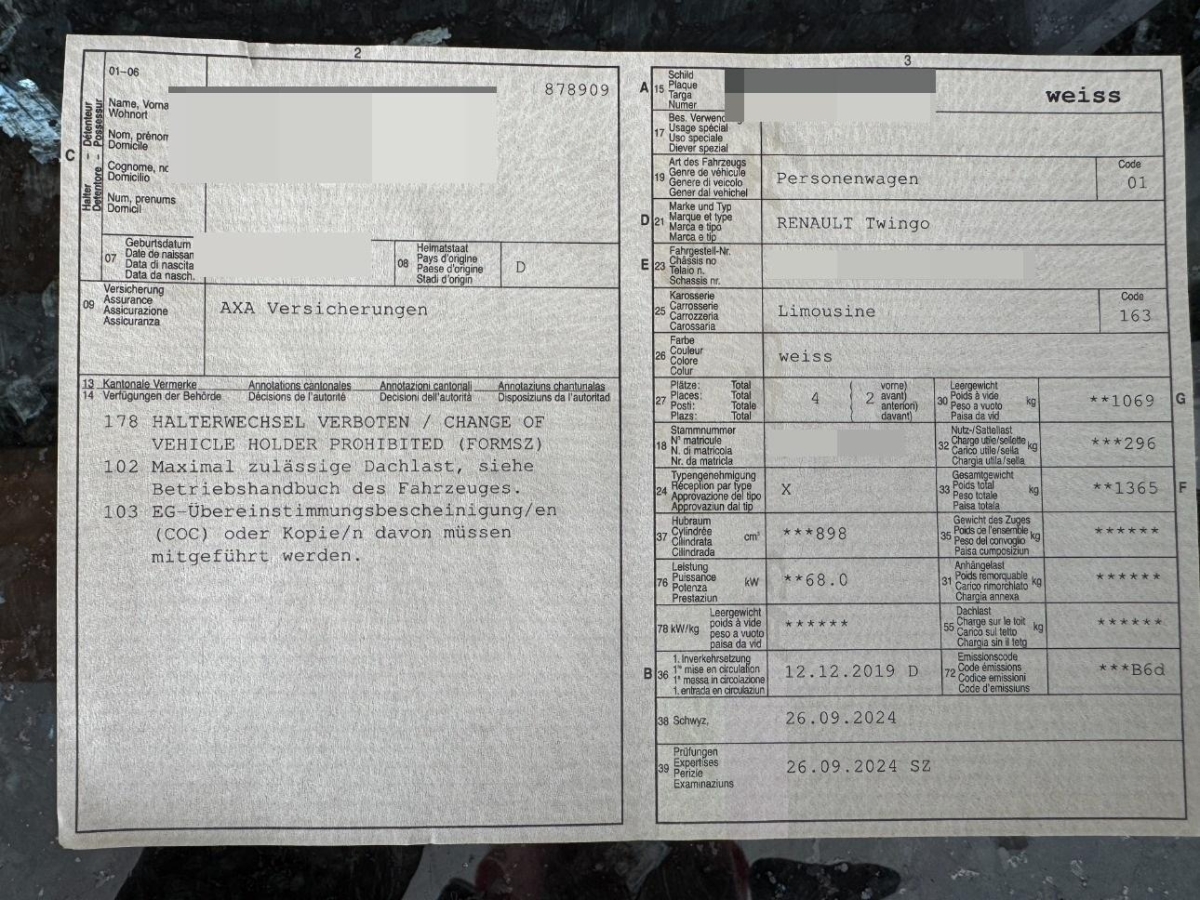 2
01-06
878909
C
Halter - Détenteur
Detentore - Possessur
Name, Vorna
Wohnort
Nom, prénom
Domicile
Cognome, no
Domicilio
Num, prenums
Domicil
07
Geburtsdatum
Date de naissan
Data di nascita
Data da nasch.
08
Heimatstaat
Pays d'origine
Paese d'origine
Stadi d'origin
D
09
Versicherung
Assurance
Assicurazione
Assicuranza
AXA Versicherungen
13 Kantonale Vermerke Annotations cantonales Annotazioni cantonali Annotaziuns chantunalas
14 Verfügungen der Behörde Décisions de l'autorité Decisioni dell'autorità Disposiziuns da l'autoritad
178 HALTERWECHSEL VERBOTEN / CHANGE OF
VEHICLE HOLDER PROHIBITED (FORMSZ)
102 Maximal zulässige Dachlast, siehe
Betriebshandbuch des Fahrzeuges.
103 EG-Übereinstimmungsbescheinigung/en
(COC) oder Kopie/n davon müssen
mitgeführt werden.
3
A 15
Schild
Plaque
Targa
Numer
weiss
17
Bes. Verwend
Usage spécial
Uso speciale
Diever spezial
19
Art des Fahrzeugs
Genre de véhicule
Genere di veicolo
Gener dal vehichel
Personenwagen
Code
01
D 21
Marke und Typ
Marque et type
Marca e tipo
Marca e tip
RENAULT Twingo
E 23
Fahrgestell-Nr.
Châssis no
Telaio n.
Schassis nr.
25
Karosserie
Carrosserie
Carrozzeria
Carossaria
Limousine
Code
163
26
Farbe
Couleur
Colore
Colur
weiss
27
Plätze: Total
Places: Total
Posti: Totale
Plazs: Total
4 ( 2 vorne)
avant)
anteriori)
davant)
30
Leergewicht
Poids à vide
Peso a vuoto
Paisa da vid
kg
**1069
G
18
Stammnummer
N° matricule
N. di matricola
Nr. da matricla
32
Nutz-/Sattellast
Charge utile/sellette
Carico utile/sella
Chargia utila/sella
kg
***296
24
Typengenehmigung
Réception par type
Approvazione del tipo
Approvaziun dal tip
X
33
Gesamtgewicht
Poids total
Peso totale
Paisa totala
kg
**1365
F
37
Hubraum
Cylindrée
Cilindrata
Cilindrada
cm³
***898
35
Gewicht des Zuges
Poids de l'ensemble
Peso del convoglio
Paisa cumposiziun
kg
******
76
Leistung
Puissance
Potenza
Prestaziun
kW
**68.0
31
Anhängelast
Poids remorquable
Carico rimorchiato
Chargia annexa
kg
******
78 kW/kg
Leergewicht
poids à vide
peso a vuoto
paisa da vid
******
55
Dachlast
Charge sur le toit
Carico sul tetto
Chargia sin il tetg
kg
******
B 36
1. Inverkehrsetzung
1re mise en circulation
1a messa in circolazione
1. entrada en circulaziun
12.12.2019 D
72
Emissionscode
Code émissions
Codice emissioni
Code d'emissiuns
***B6d
38 Schwyz,
26.09.2024
39
Prüfungen
Expertises
Perizie
Examinaziuns
26.09.2024 SZ